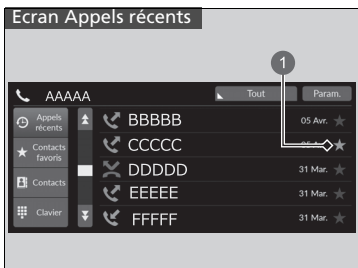 Ecran Appels récents
1
AAAAA
Tout
Param.
Appels
récents
Contacts
favoris
Contacts
Clavier
BBBBB
05 Avr.
CCCCC
DDDDD
31 Mar.
EEEEE
31 Mar.
FFFFF
31 Mar.